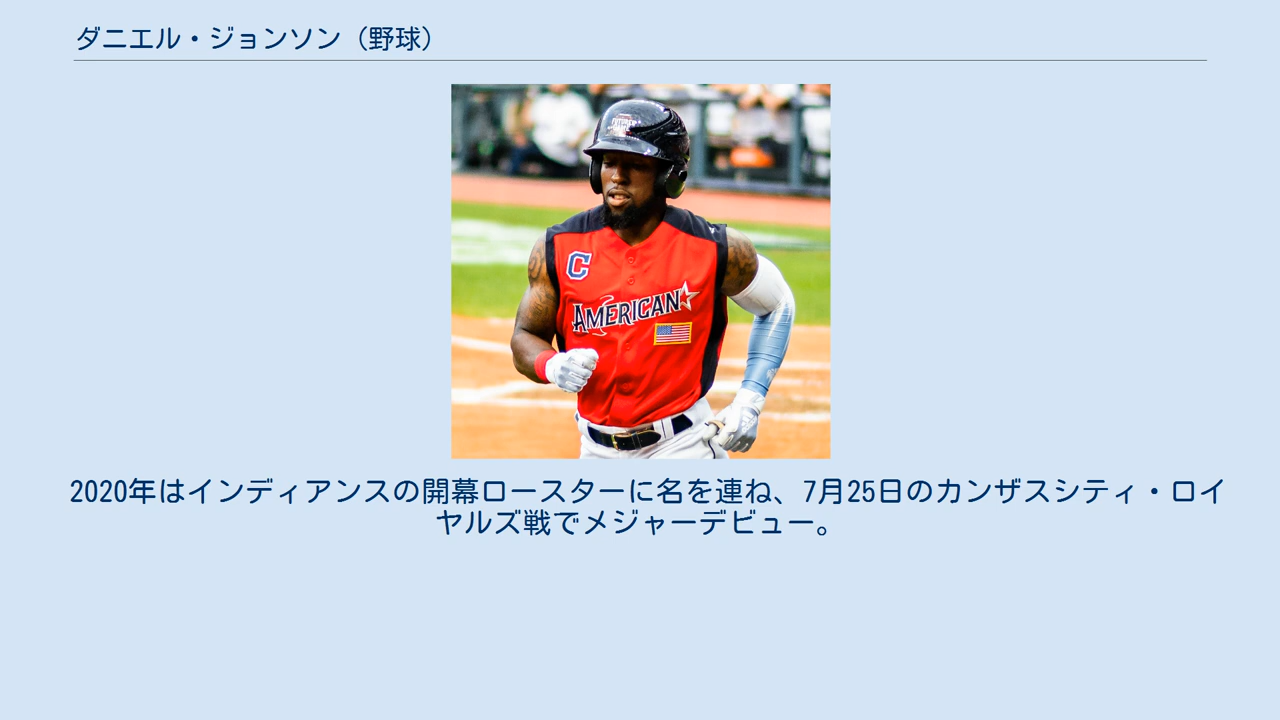 ダニエル・ジョンソン（野球）
C
AMERICAN
2020年はインディアンスの開幕ロースターに名を連ね、7月25日のカンザスシティ・ロイ
ヤルズ戦でメジャーデビュー。